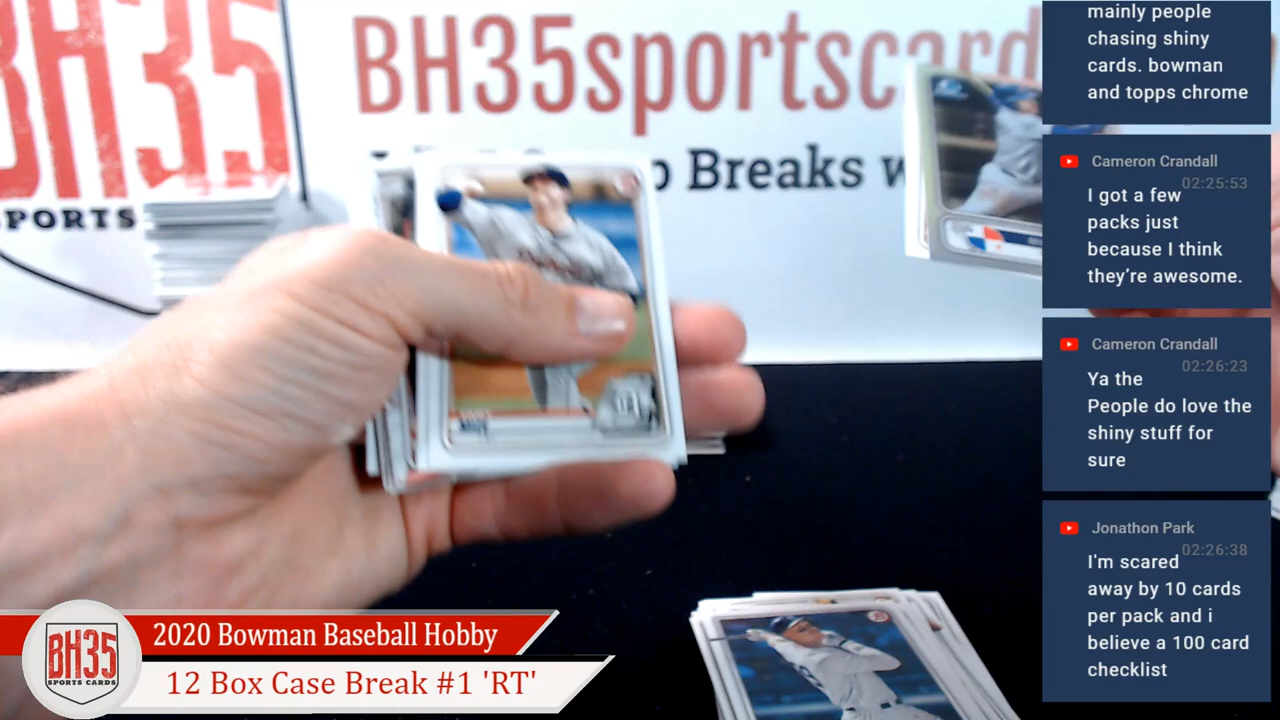 BH35
SPORTS
BH35sportscard
Breaks w
mainly people
chasing shiny
cards. bowman
and topps chrome
Cameron Crandall
02:25:53
I got a few
packs just
because I think
they're awesome.
Cameron Crandall
02:26:23
Ya the
People do love the
shiny stuff for
sure
Jonathon Park
02:26:38
I'm scared
away by 10 cards
per pack and i
believe a 100 card
checklist
BH35
SPORTS CARDS
2020 Bowman Baseball Hobby
12 Box Case Break #1 'RT'